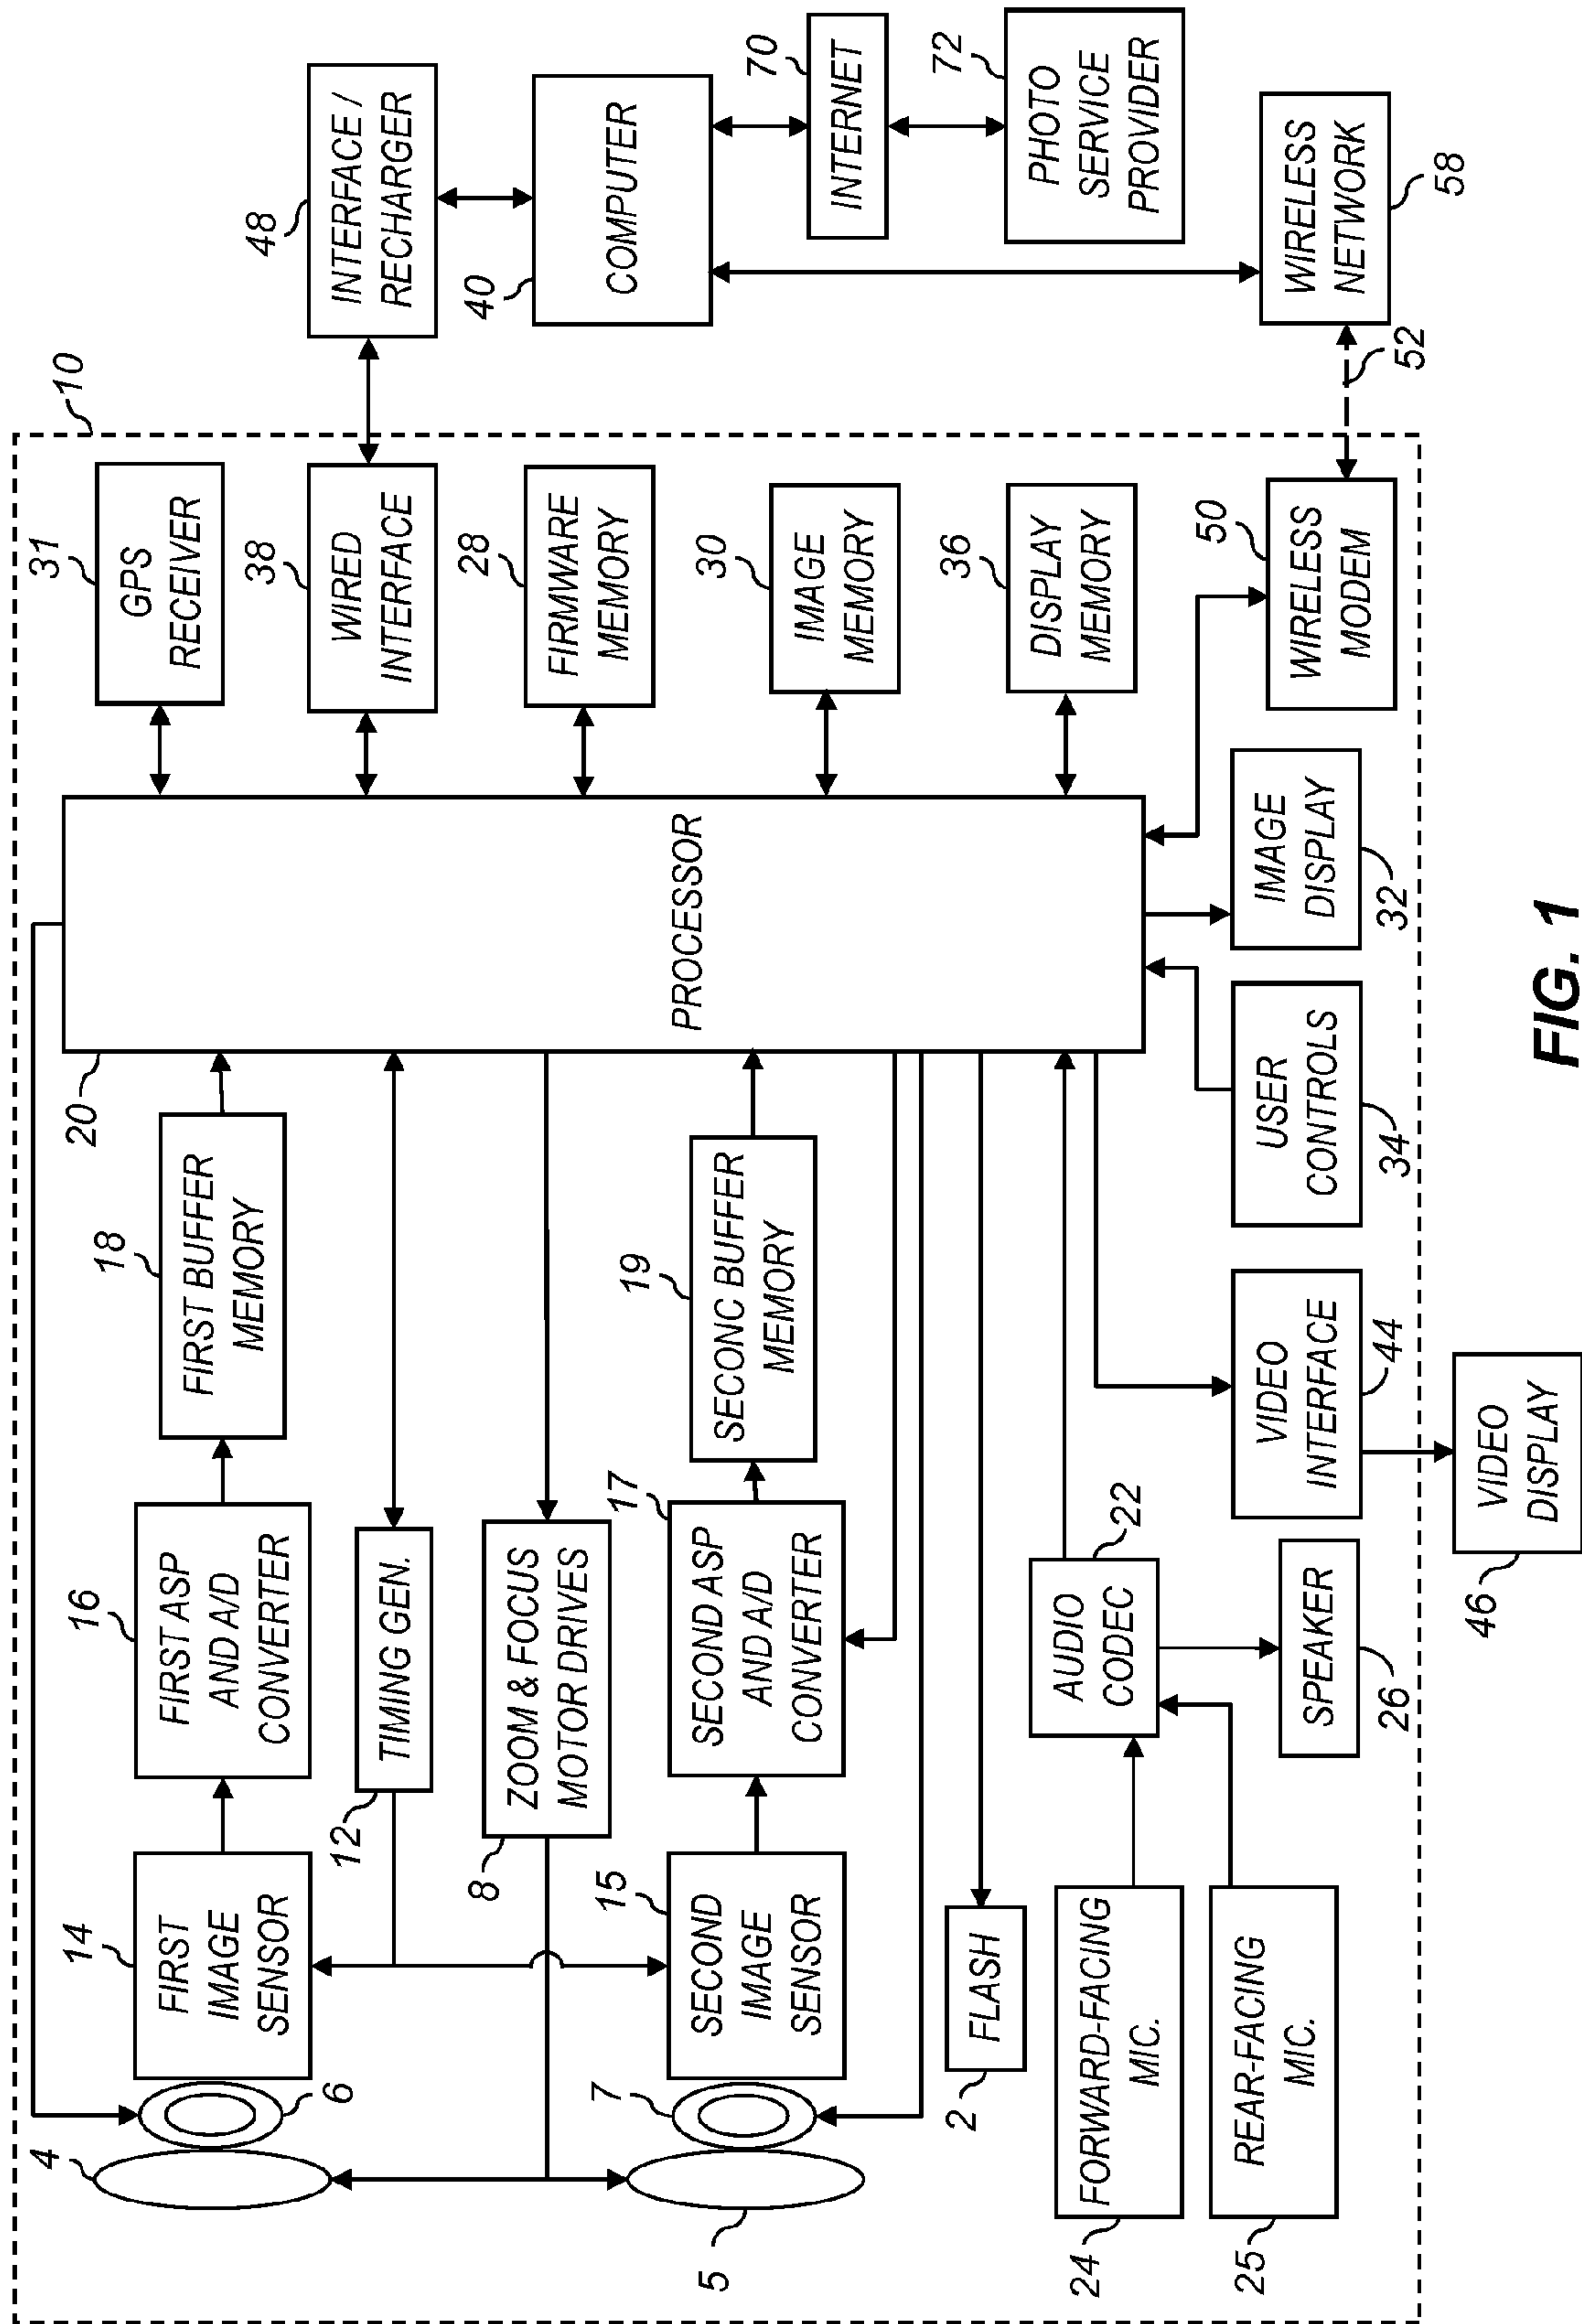 10
4
6
14
FIRST
IMAGE
SENSOR
16
FIRST ASP
AND A/D
CONVERTER
18
FIRST BUFFER
MEMORY
20
PROCESSOR
31
GPS
RECEIVER
48
INTERFACE /
RECHARGER
12
TIMING GEN.
38
WIRED
INTERFACE
8
ZOOM & FOCUS
MOTOR DRIVES
28
FIRMWARE
MEMORY
40
COMPUTER
5
7
15
SECOND
IMAGE
SENSOR
17
SECOND ASP
AND A/D
CONVERTER
19
SECONC BUFFER
MEMORY
30
IMAGE
MEMORY
70
INTERNET
2
FLASH
36
DISPLAY
MEMORY
72
PHOTO
SERVICE
PROVIDER
24
FORWARD-FACING
MIC.
22
AUDIO
CODEC
25
REAR-FACING
MIC.
SPEAKER
26
VIDEO
INTERFACE
44
USER
CONTROLS
34
IMAGE
DISPLAY
32
50
WIRELESS
MODEM
52
WIRELESS
NETWORK
58
46
VIDEO
DISPLAY
FIG. 1